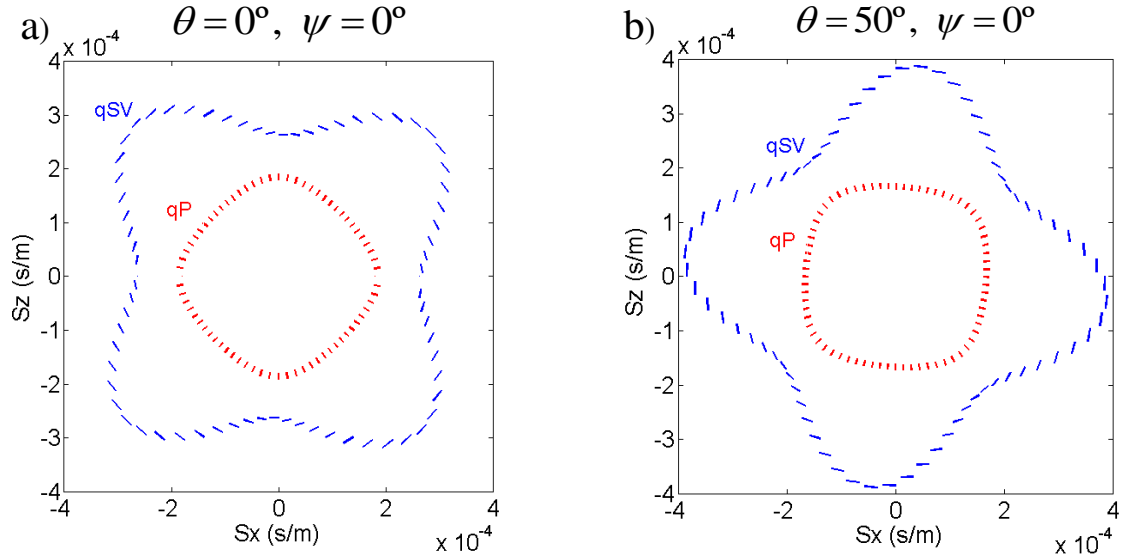 a) θ = 0º, ψ = 0º
x 10⁻⁴
4
3
2
1
0
-1
-2
-3
-4
Sz (s/m)
qSV
qP
-4 -2 0 2 4
Sx (s/m)
x 10⁻⁴
b) θ = 50º, ψ = 0º
x 10⁻⁴
4
3
2
1
0
-1
-2
-3
-4
Sz (s/m)
qSV
qP
-4 -2 0 2 4
Sx (s/m)
x 10⁻⁴